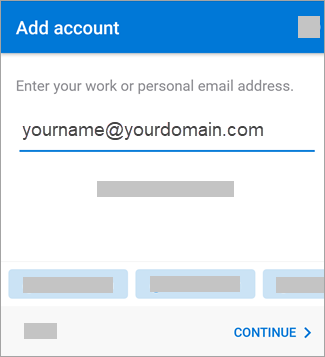 Add account
Enter your work or personal email address.
yourname@yourdomain.com
CONTINUE